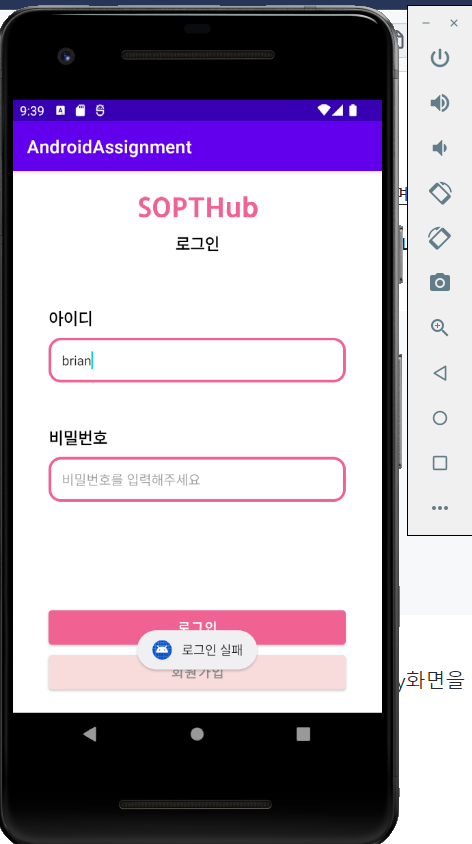 9:39
AndroidAssignment
SOPTHub
로그인
아이디
brian
비밀번호
비밀번호를 입력해주세요
로그인
로그인 실패
회원가입
y화면을